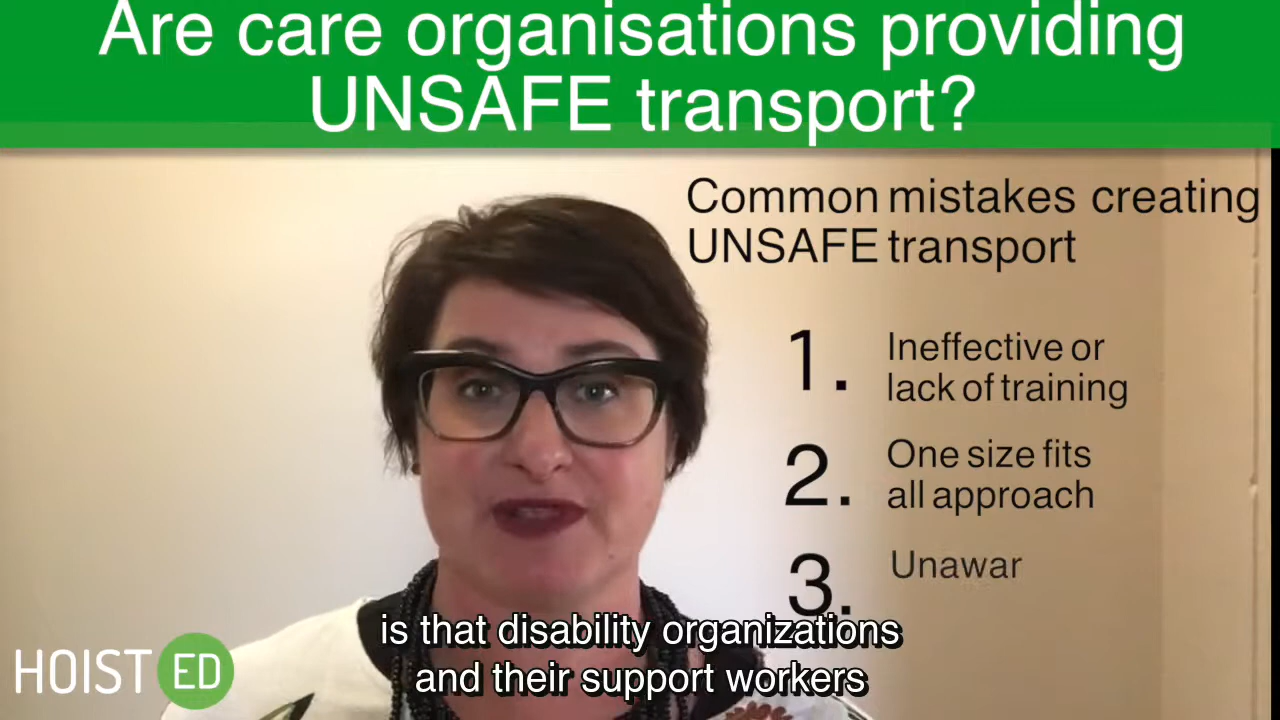 Are care organisations providing
UNSAFE transport?
Common mistakes creating
UNSAFE transport
1. Ineffective or
lack of training
2. One size fits
all approach
3. Unawar
is that disability organizations
and their support workers
HOIST ED